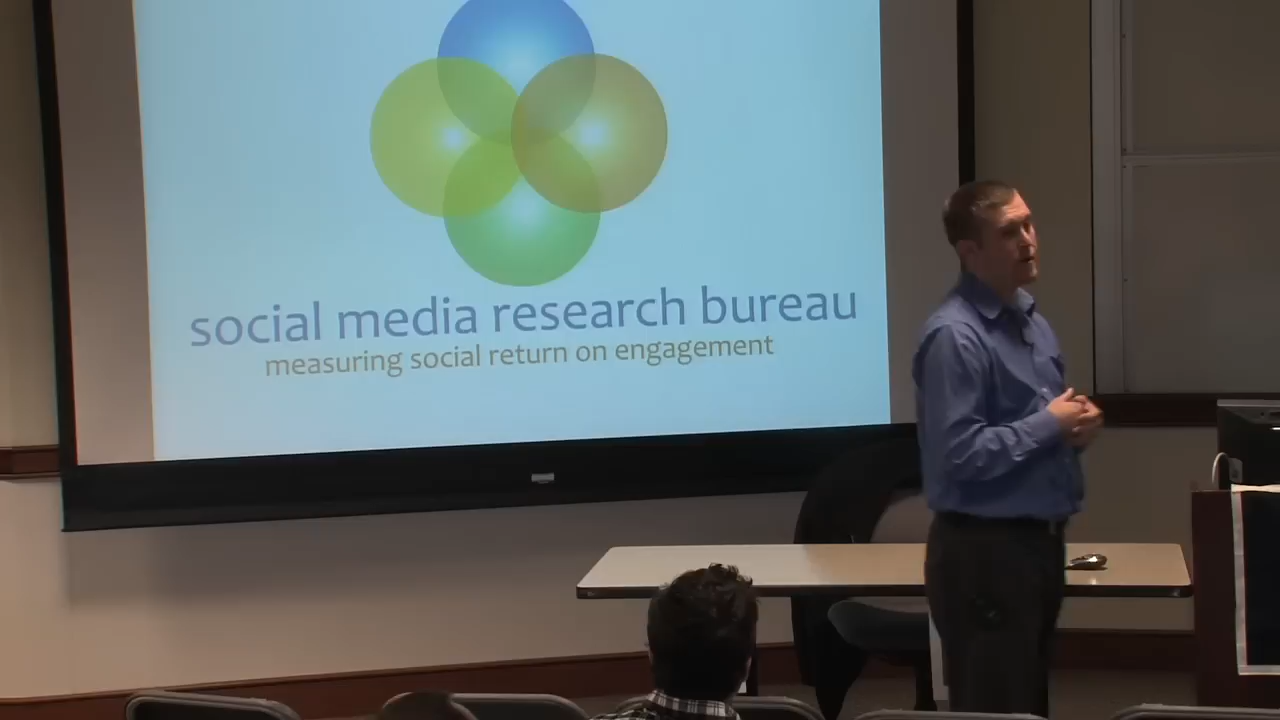 social media research bureau
measuring social return on engagement